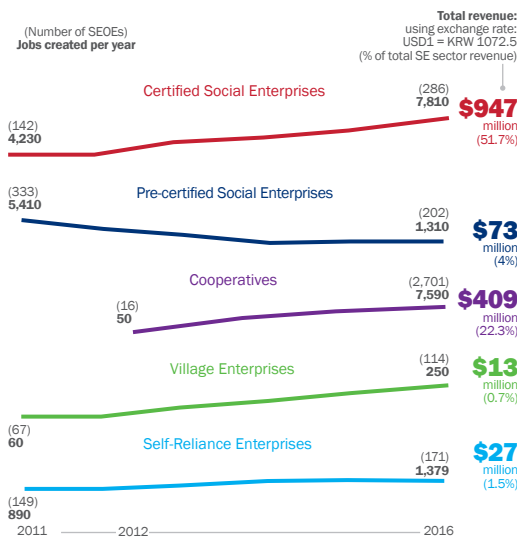 (Number of SEOEs)
Jobs created per year
Total revenue:
using exchange rate:
USD1 = KRW 1072.5
(% of total SE sector revenue)
Certified Social Enterprises
(142)
4,230
(286)
7,810
$947
million
(51.7%)
Pre-certified Social Enterprises
(333)
5,410
(202)
1,310
$73
million
(4%)
Cooperatives
(16)
50
(2,701)
7,590
$409
million
(22.3%)
Village Enterprises
(67)
60
(114)
250
$13
million
(0.7%)
Self-Reliance Enterprises
(149)
890
(171)
1,379
$27
million
(1.5%)
2011 2012 2016